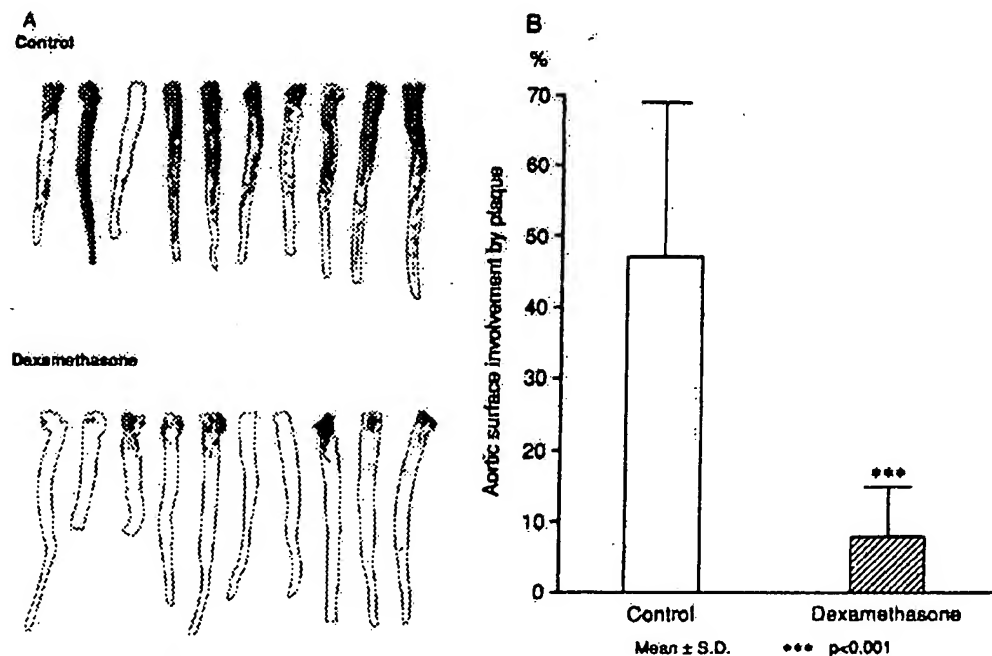 A
Control
Dexamethasone
B
%
Aortic surface involvement by plaque
70
60
50
40
30
20
10
0
***
Control
Dexamethasone
Mean ± S.D. *** p<0.001